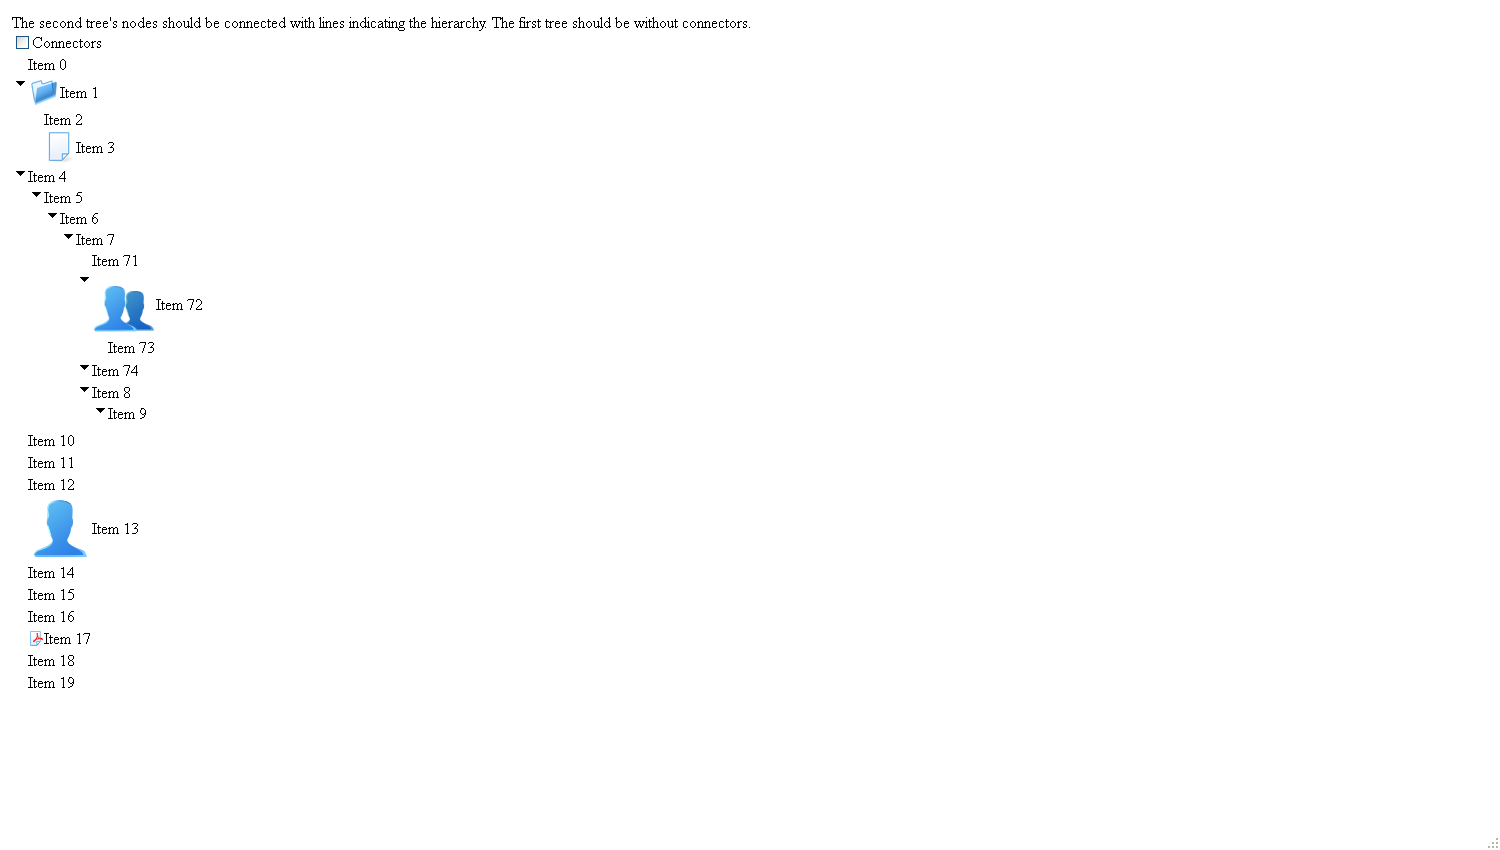 The second tree's nodes should be connected with lines indicating the hierarchy. The first tree should be without connectors.
Connectors
Item 0
Item 1
Item 2
Item 3
Item 4
Item 5
Item 6
Item 7
Item 71
Item 72
Item 73
Item 74
Item 8
Item 9
Item 10
Item 11
Item 12
Item 13
Item 14
Item 15
Item 16
Item 17
Item 18
Item 19